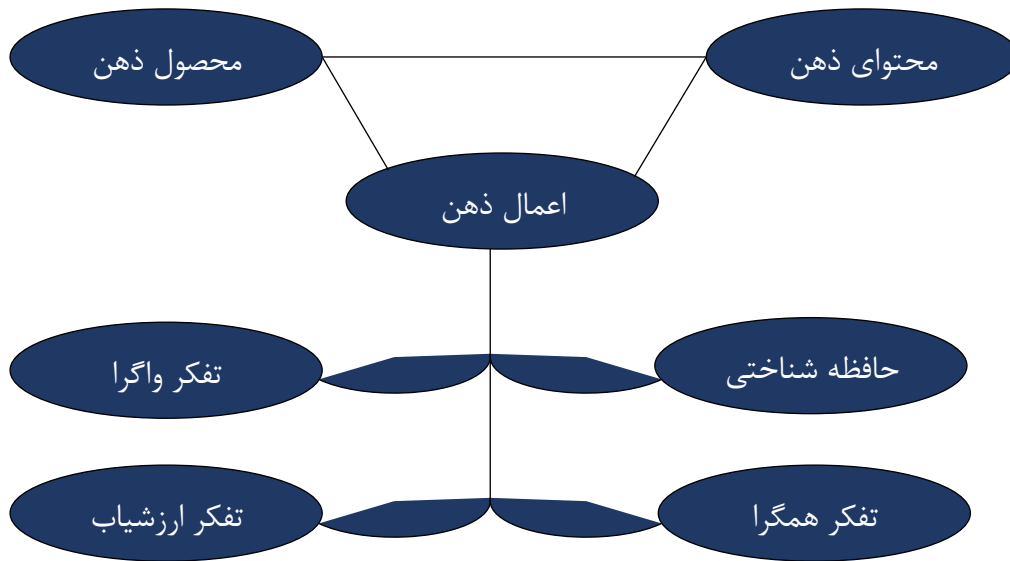 محتوای ذهن
محصول ذهن
اعمال ذهن
حافظه شناختی
تفکر واگرا
تفکر همگرا
تفکر ارزشیاب